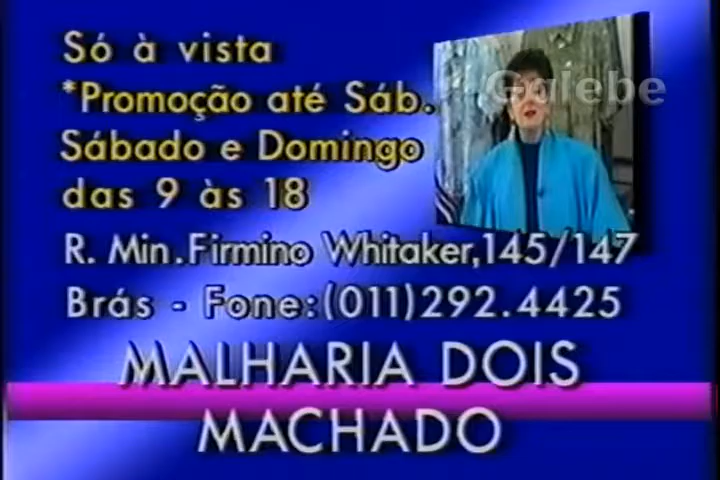 Só à vista
*Promoção até Sáb.
Sábado e Domingo
das 9 às 18
R. Min.Firmino Whitaker,145/147
Brás - Fone:(011)292.4425
MALHARIA DOIS
MACHADO
Galebe